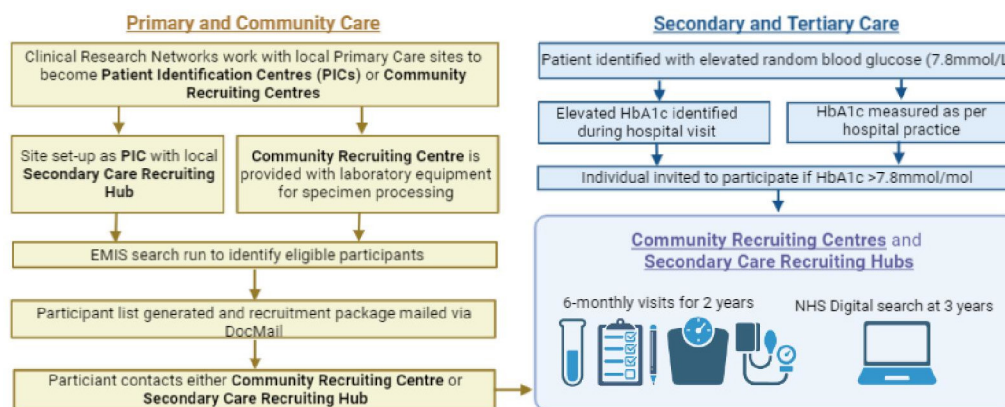 Primary and Community Care
Clinical Research Networks work with local Primary Care sites to
become Patient Identification Centres (PICs) or Community
Recruiting Centres
Site set-up as PIC with local
Secondary Care Recruiting
Hub
Community Recruiting Centre is
provided with laboratory equipment
for specimen processing
EMIS search run to identify eligible participants
Participant list generated and recruitment package mailed via
DocMail
Particiant contacts either Community Recruiting Centre or
Secondary Care Recruiting Hub
Secondary and Tertiary Care
Patient identified with elevated random blood glucose (7.8mmol/L
Elevated HbA1c identified
during hospital visit
HbA1c measured as per
hospital practice
Individual invited to participate if HbA1c >7.8mmol/mol
Community Recruiting Centres and
Secondary Care Recruiting Hubs
6-monthly visits for 2 years
NHS Digital search at 3 years